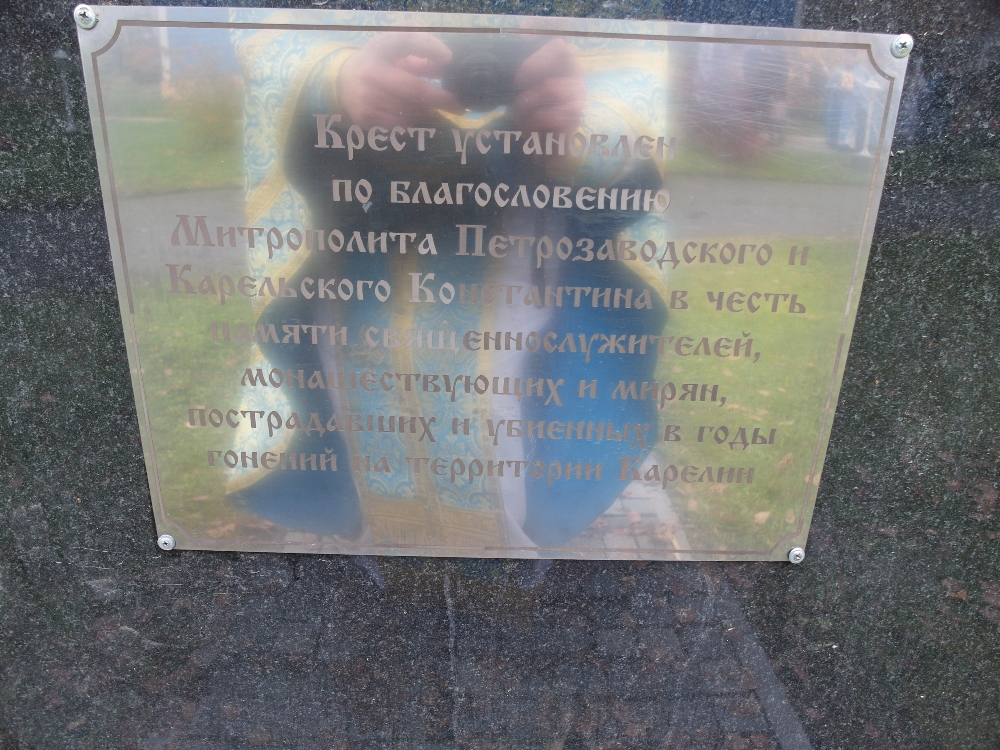 Крест установлен
по благословению
Митрополита Петрозаводского и
Карельского Константина в честь
памяти священнослужителей,
монашествующих и мирян,
пострадавших и убиенных в годы
гонений на территории Карелии